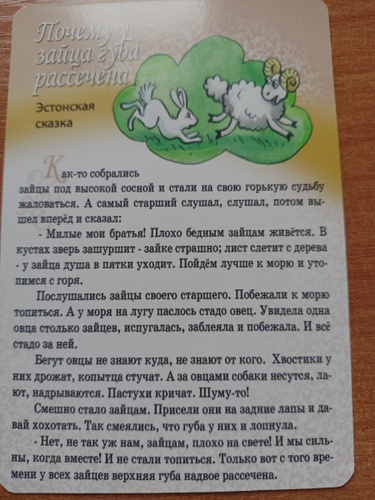 Почему у
зайца губа
рассечена
Эстонская
сказка
Как-то собрались
зайцы под высокой сосной и стали на свою горькую судьбу
жаловаться. А самый старший слушал, слушал, потом вы-
шел вперёд и сказал:
- Милые мои братья! Плохо бедным зайцам живётся. В
кустах зверь зашуршит - зайке страшно; лист слетит с дерева
- у зайца душа в пятки уходит. Пойдём лучше к морю и уто-
пимся с горя.
Послушались зайцы своего старшего. Побежали к морю
топиться. А у моря на лугу паслось стадо овец. Увидела одна
овца столько зайцев, испугалась, заблеяла и побежала. И всё
стадо за ней.
Бегут овцы не знают куда, не знают от кого. Хвостики у
них дрожат, копытца стучат. А за овцами собаки несутся, ла-
ют, надрываются. Пастухи кричат. Шуму-то!
Смешно стало зайцам. Присели они на задние лапы и да-
вай хохотать. Так смеялись, что губа у них и лопнула.
- Нет, не так уж нам, зайцам, плохо на свете! И мы силь-
ны, когда вместе! И не стали топиться. Только вот с того вре-
мени у всех зайцев верхняя губа надвое рассечена.